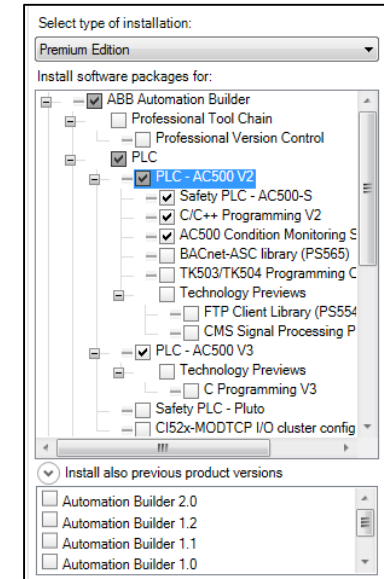 Select type of installation:
Premium Edition
Install software packages for:
ABB Automation Builder
Professional Tool Chain
Professional Version Control
PLC
PLC - AC500 V2
Safety PLC - AC500-S
C/C++ Programming V2
AC500 Condition Monitoring S
BACnet-ASC library (PS565)
TK503/TK504 Programming C
Technology Previews
FTP Client Library (PS554
CMS Signal Processing P
PLC - AC500 V3
Technology Previews
C Programming V3
Safety PLC - Pluto
CI52x-MODTCP I/O cluster config
Install also previous product versions
Automation Builder 2.0
Automation Builder 1.2
Automation Builder 1.1
Automation Builder 1.0